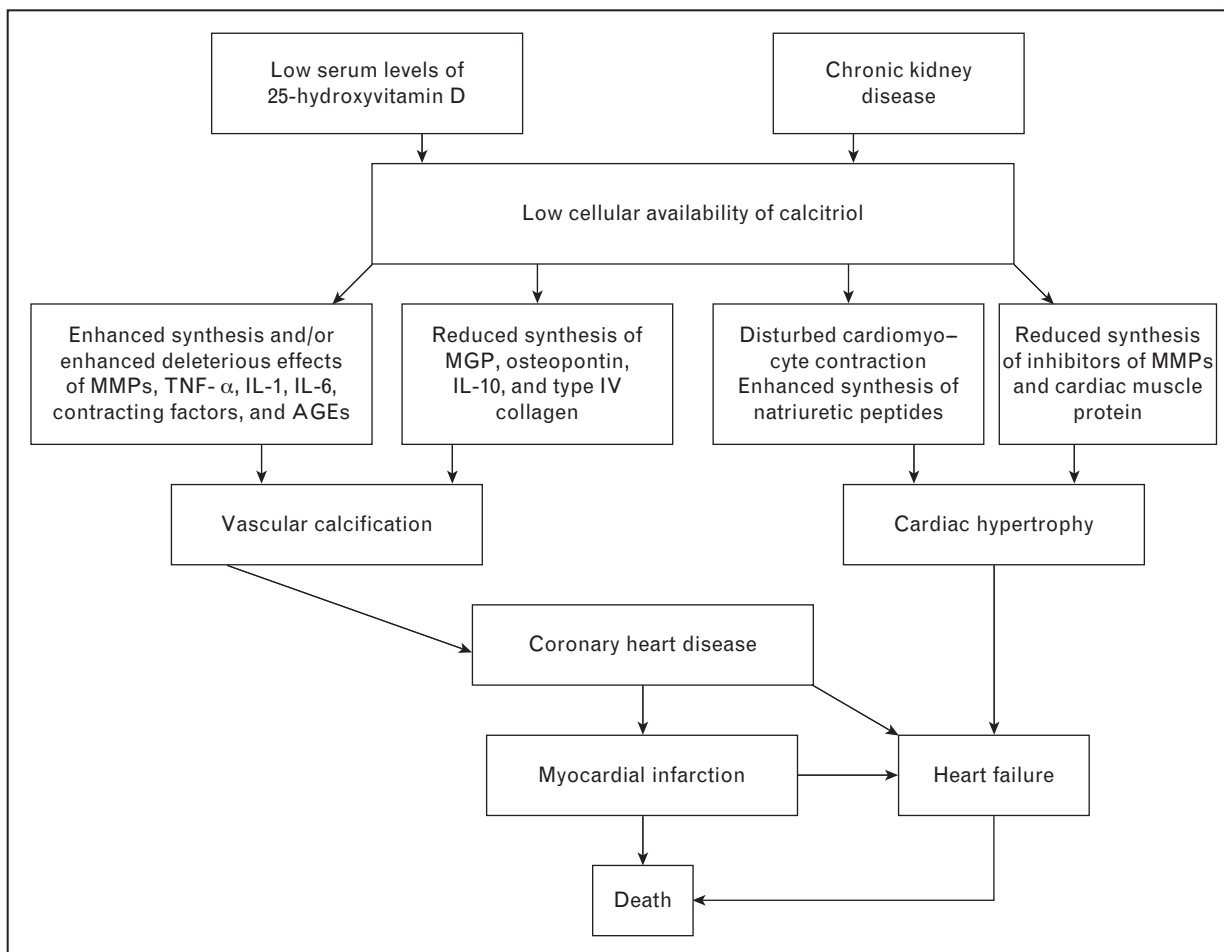 Low serum levels of
25-hydroxyvitamin D
Chronic kidney
disease
Low cellular availability of calcitriol
Enhanced synthesis and/or
enhanced deleterious effects
of MMPs, TNF- α, IL-1, IL-6,
contracting factors, and AGEs
Reduced synthesis of
MGP, osteopontin,
IL-10, and type IV
collagen
Disturbed cardiomyo–
cyte contraction
Enhanced synthesis of
natriuretic peptides
Reduced synthesis
of inhibitors of MMPs
and cardiac muscle
protein
Vascular calcification
Cardiac hypertrophy
Coronary heart disease
Myocardial infarction
Heart failure
Death